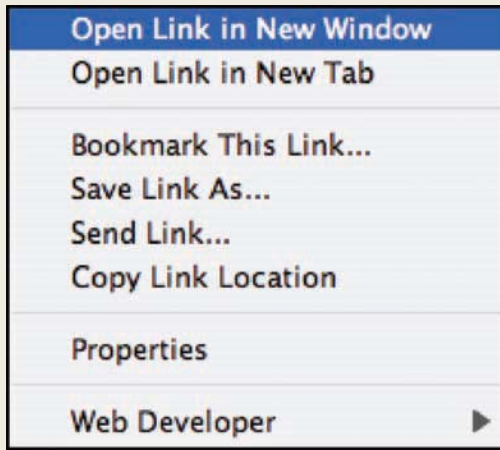 Open Link in New Window
Open Link in New Tab
Bookmark This Link...
Save Link As...
Send Link...
Copy Link Location
Properties
Web Developer